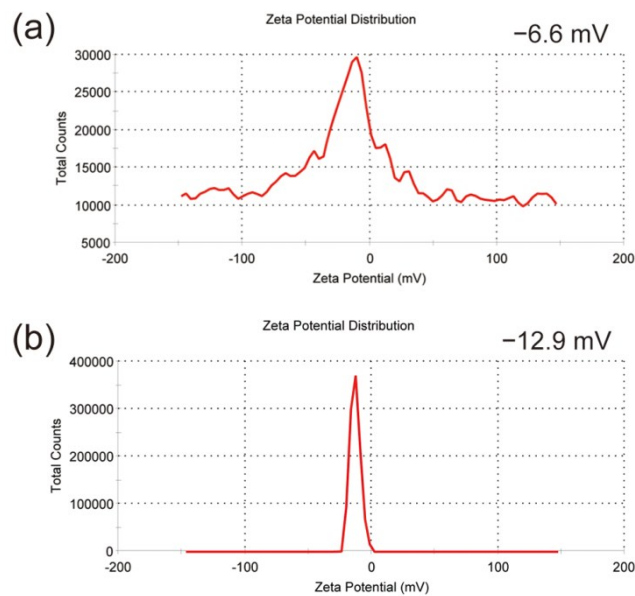 (a)
Zeta Potential Distribution
−6.6 mV
30000
25000
20000
15000
10000
5000
Total Counts
-200
-100
0
100
200
Zeta Potential (mV)
(b)
Zeta Potential Distribution
−12.9 mV
400000
300000
200000
100000
0
Total Counts
-200
-100
0
100
200
Zeta Potential (mV)